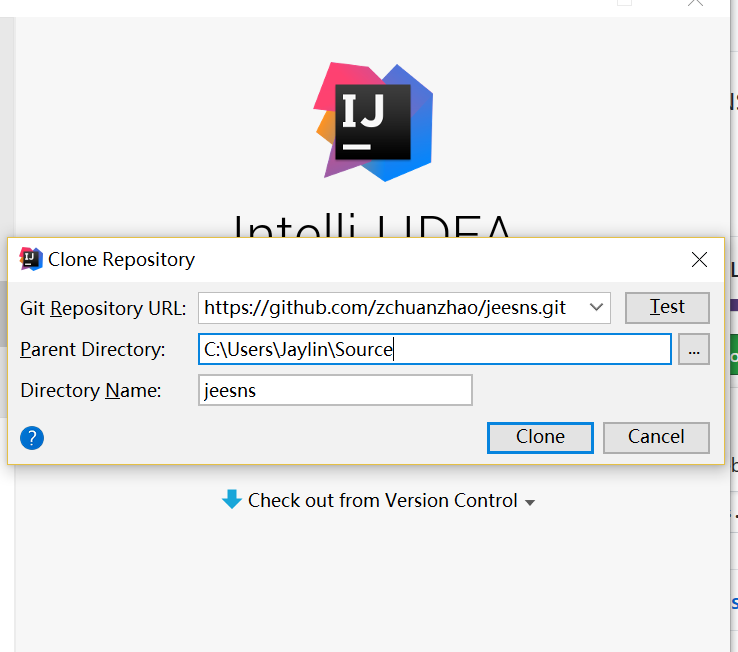 IJ
IntelliJ IDEA
Clone Repository
Git Repository URL: https://github.com/zchuanzhao/jeesns.git Test
Parent Directory: C:\Users\Jaylin\Source ...
Directory Name: jeesns
? Clone Cancel
Check out from Version Control